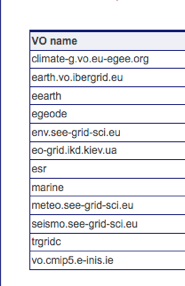 VO name
climate-g.vo.eu-egee.org
earth.vo.ibergrid.eu
eearth
egeode
env.see-grid-sci.eu
eo-grid.ikd.kiev.ua
esr
marine
meteo.see-grid-sci.eu
seismo.see-grid-sci.eu
trgridc
vo.cmip5.e-inis.ie